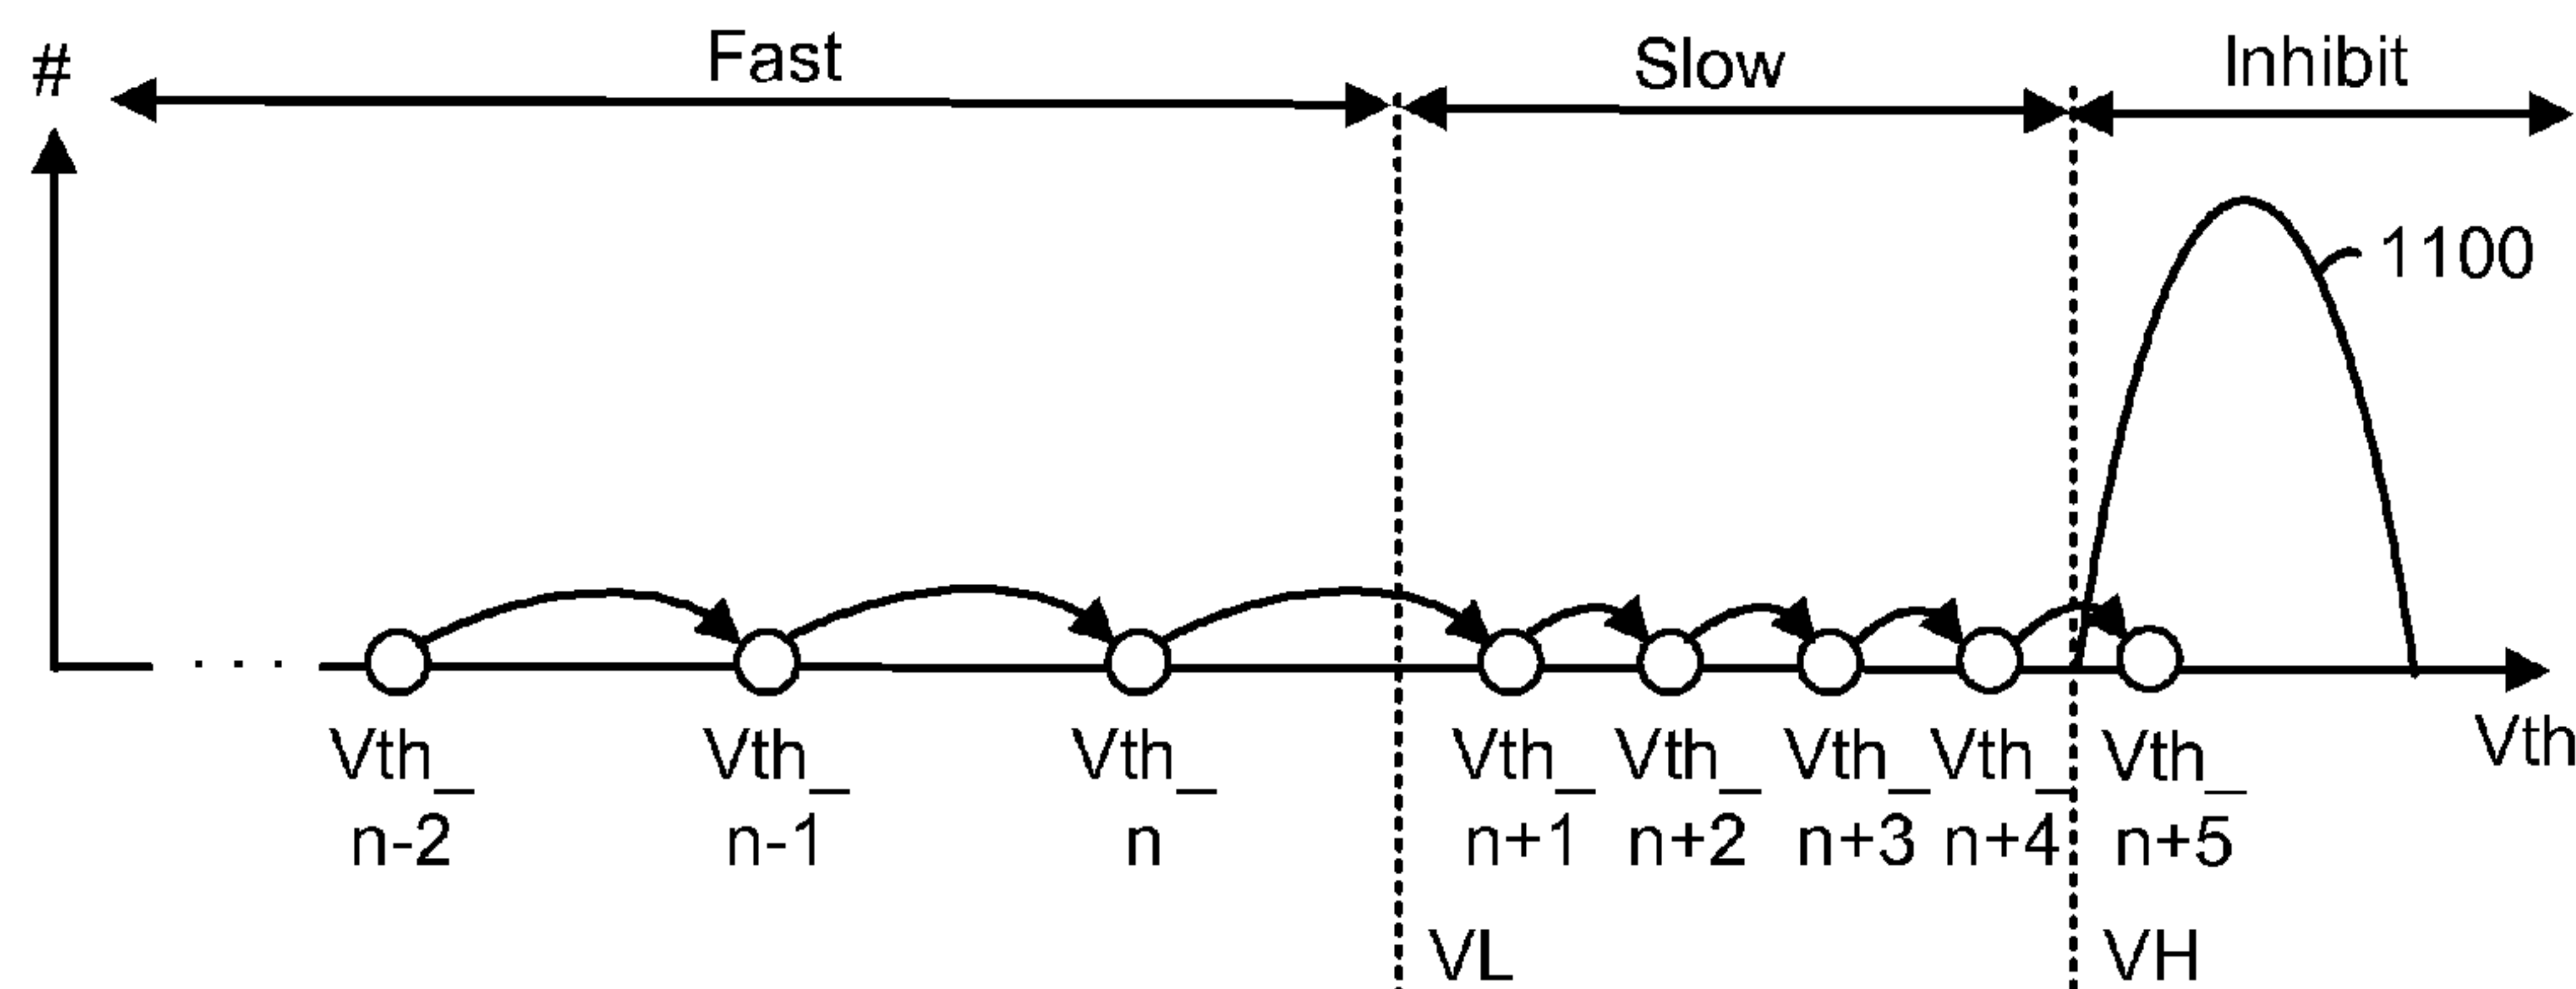 # Fast Slow Inhibit
1100
Vth_ Vth_ Vth_ Vth_ Vth_ Vth_ Vth_ Vth_ Vth
n-2 n-1 n n+1 n+2 n+3 n+4 n+5
VL VH